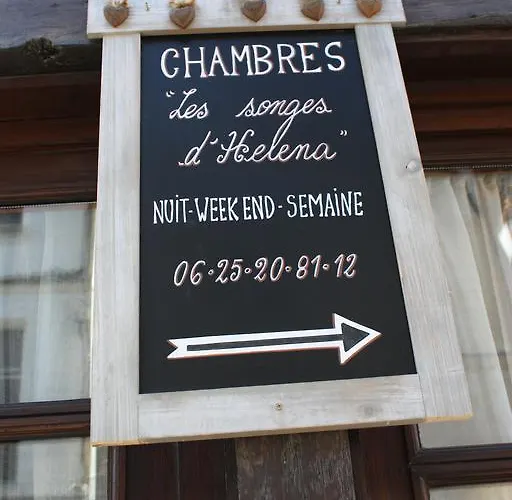 CHAMBRES
"Les songes
d'Helena"
NUIT-WEEK END-SEMAINE
06·25·20·81·12